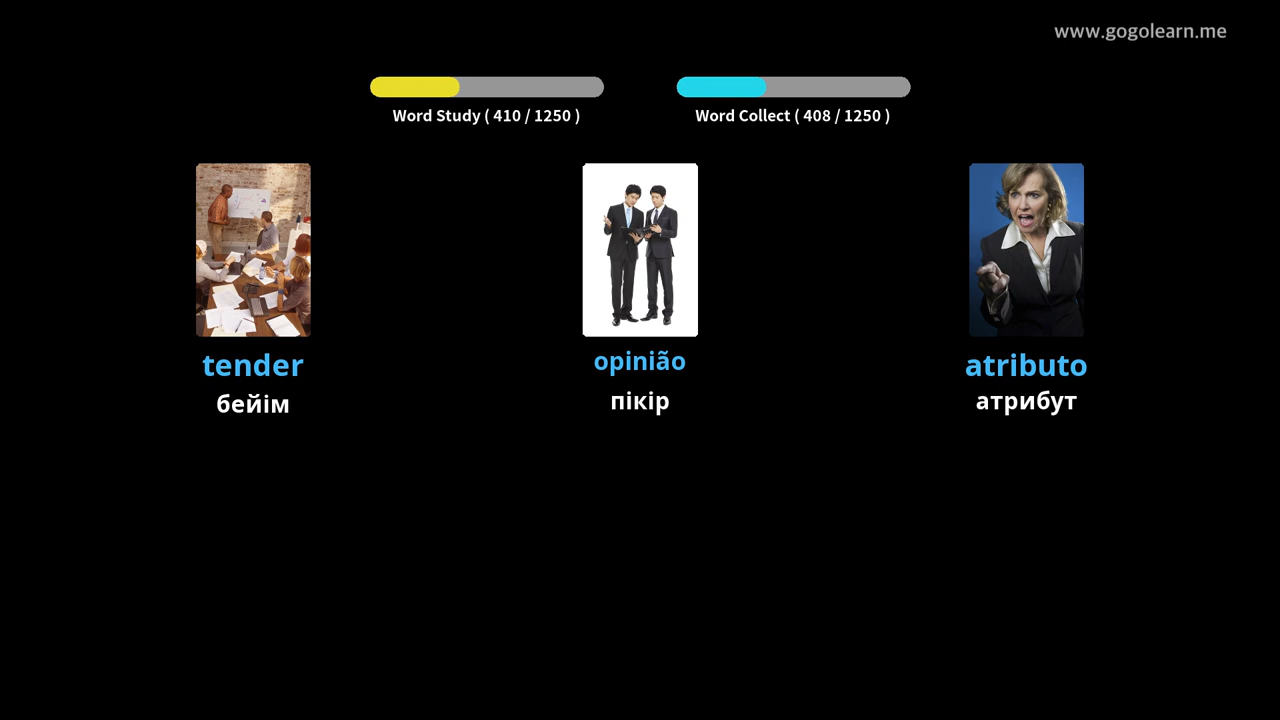 www.gogolearn.me
Word Study ( 410 / 1250 )
Word Collect ( 408 / 1250 )
tender
бейім
opinião
пікір
atributo
атрибут